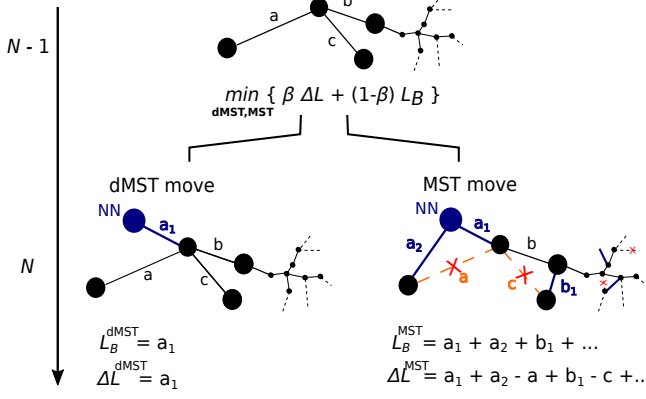 b
a
c
N - 1
min { β ΔL + (1-β) L_B }
dMST,MST
dMST move
MST move
NN
a₁
b
a
c
NN
a₁
a₂
b
a
c
b₁
N
L_B^dMST = a₁
ΔL^dMST = a₁
L_B^MST = a₁ + a₂ + b₁ + ...
ΔL^MST = a₁ + a₂ - a + b₁ - c +..